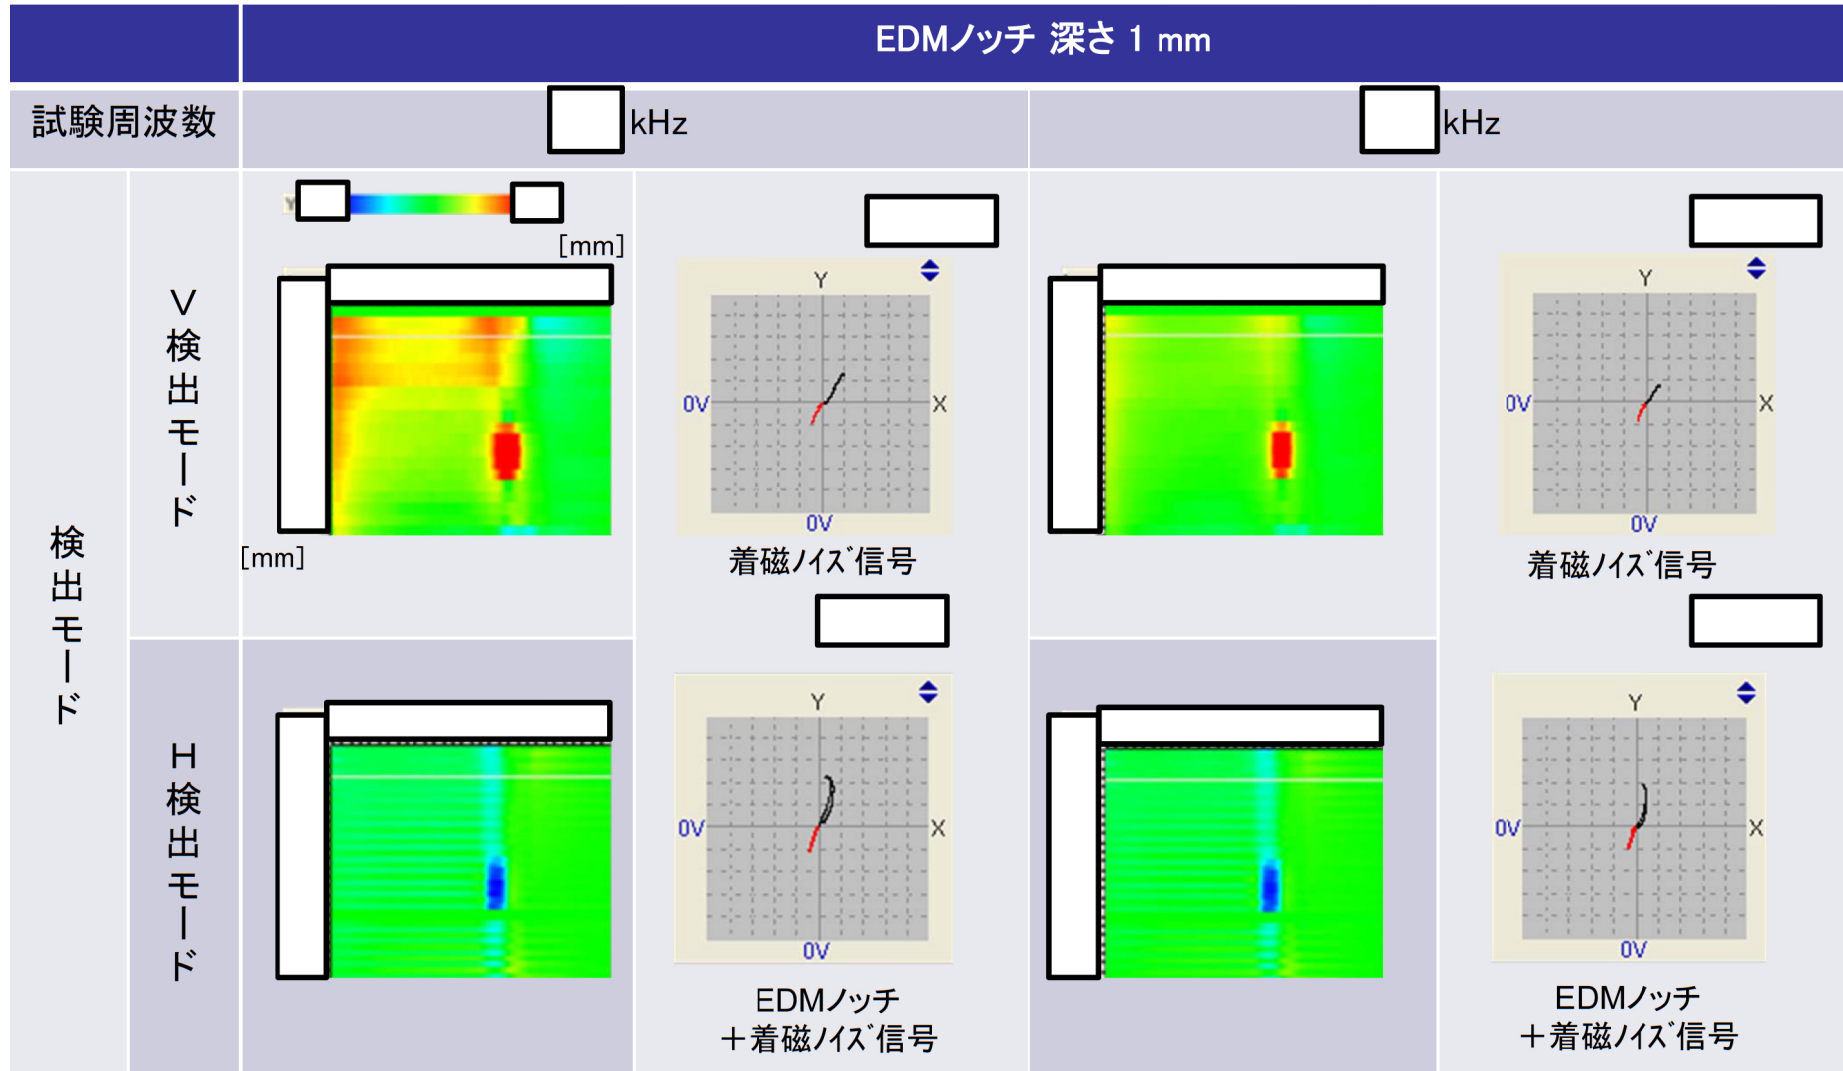 EDMノッチ 深さ 1 mm
試験周波数
kHz
kHz
検出モード
V検出モード
Y
[mm]
[mm]
Y
0V
X
0V
着磁ノイズ信号
Y
0V
X
0V
着磁ノイズ信号
H検出モード
Y
0V
X
0V
EDMノッチ
＋着磁ノイズ信号
Y
0V
X
0V
EDMノッチ
＋着磁ノイズ信号